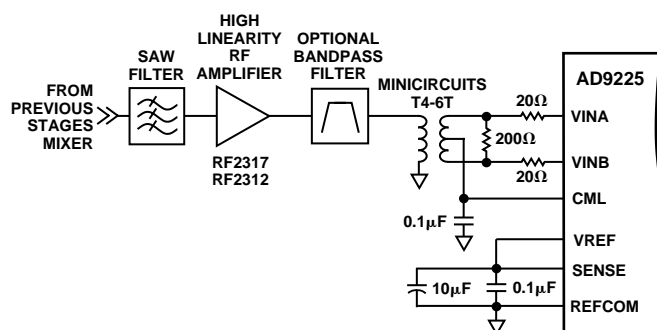 FROM
PREVIOUS
STAGES
MIXER
SAW
FILTER
HIGH
LINEARITY
RF
AMPLIFIER
RF2317
RF2312
OPTIONAL
BANDPASS
FILTER
MINICIRCUITS
T4-6T
20Ω
200Ω
20Ω
0.1μF
10μF
0.1μF
AD9225
VINA
VINB
CML
VREF
SENSE
REFCOM